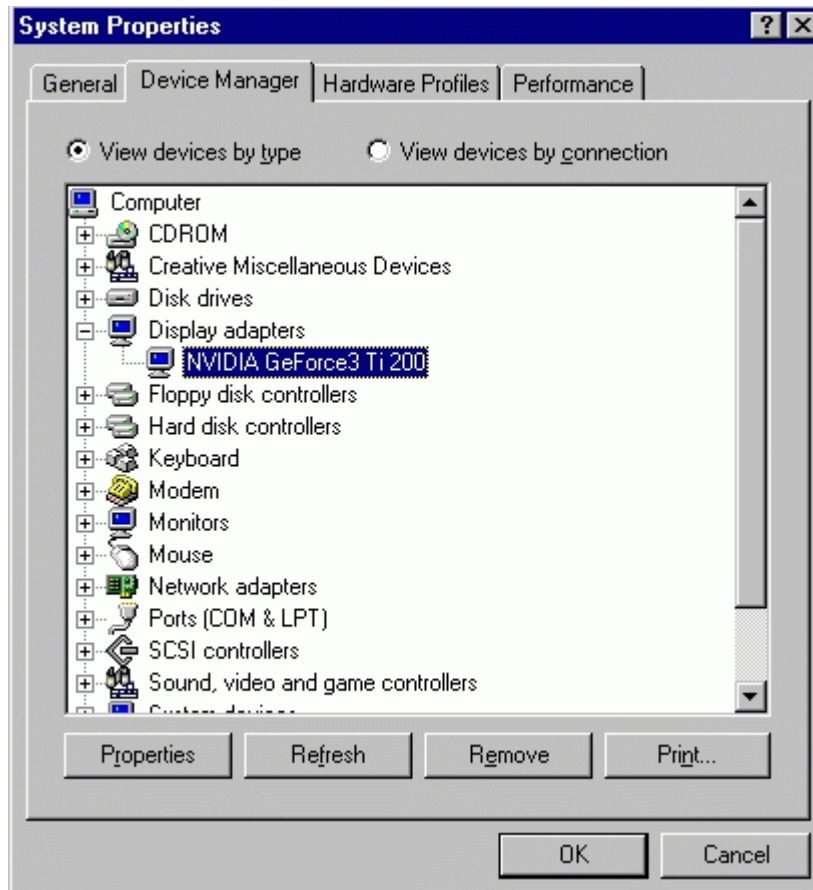 System Properties
General Device Manager Hardware Profiles Performance
View devices by type View devices by connection
Computer
CDROM
Creative Miscellaneous Devices
Disk drives
Display adapters
NVIDIA GeForce3 Ti 200
Floppy disk controllers
Hard disk controllers
Keyboard
Modem
Monitors
Mouse
Network adapters
Ports (COM & LPT)
SCSI controllers
Sound, video and game controllers
System devices
Properties Refresh Remove Print...
OK Cancel